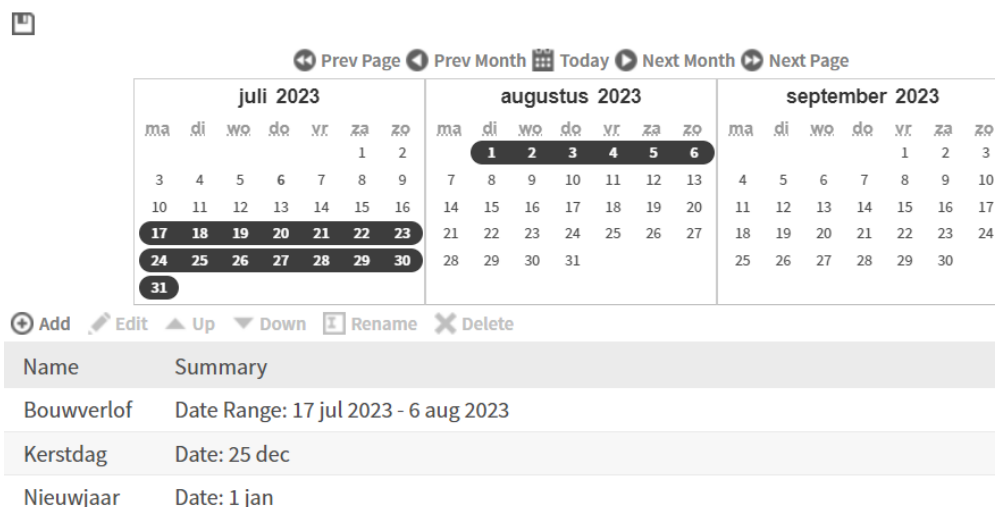 Prev Page Prev Month Today Next Month Next Page
juli 2023 augustus 2023 september 2023
ma di wo do vr za zo ma di wo do vr za zo ma di wo do vr za zo
1 2 1 2 3 4 5 6 1 2 3
3 4 5 6 7 8 9 7 8 9 10 11 12 13 4 5 6 7 8 9 10
10 11 12 13 14 15 16 14 15 16 17 18 19 20 11 12 13 14 15 16 17
17 18 19 20 21 22 23 21 22 23 24 25 26 27 18 19 20 21 22 23 24
24 25 26 27 28 29 30 28 29 30 31 25 26 27 28 29 30
31
Add Edit Up Down Rename Delete
Name Summary
Bouwverlof Date Range: 17 jul 2023 - 6 aug 2023
Kerstdag Date: 25 dec
Nieuwjaar Date: 1 jan